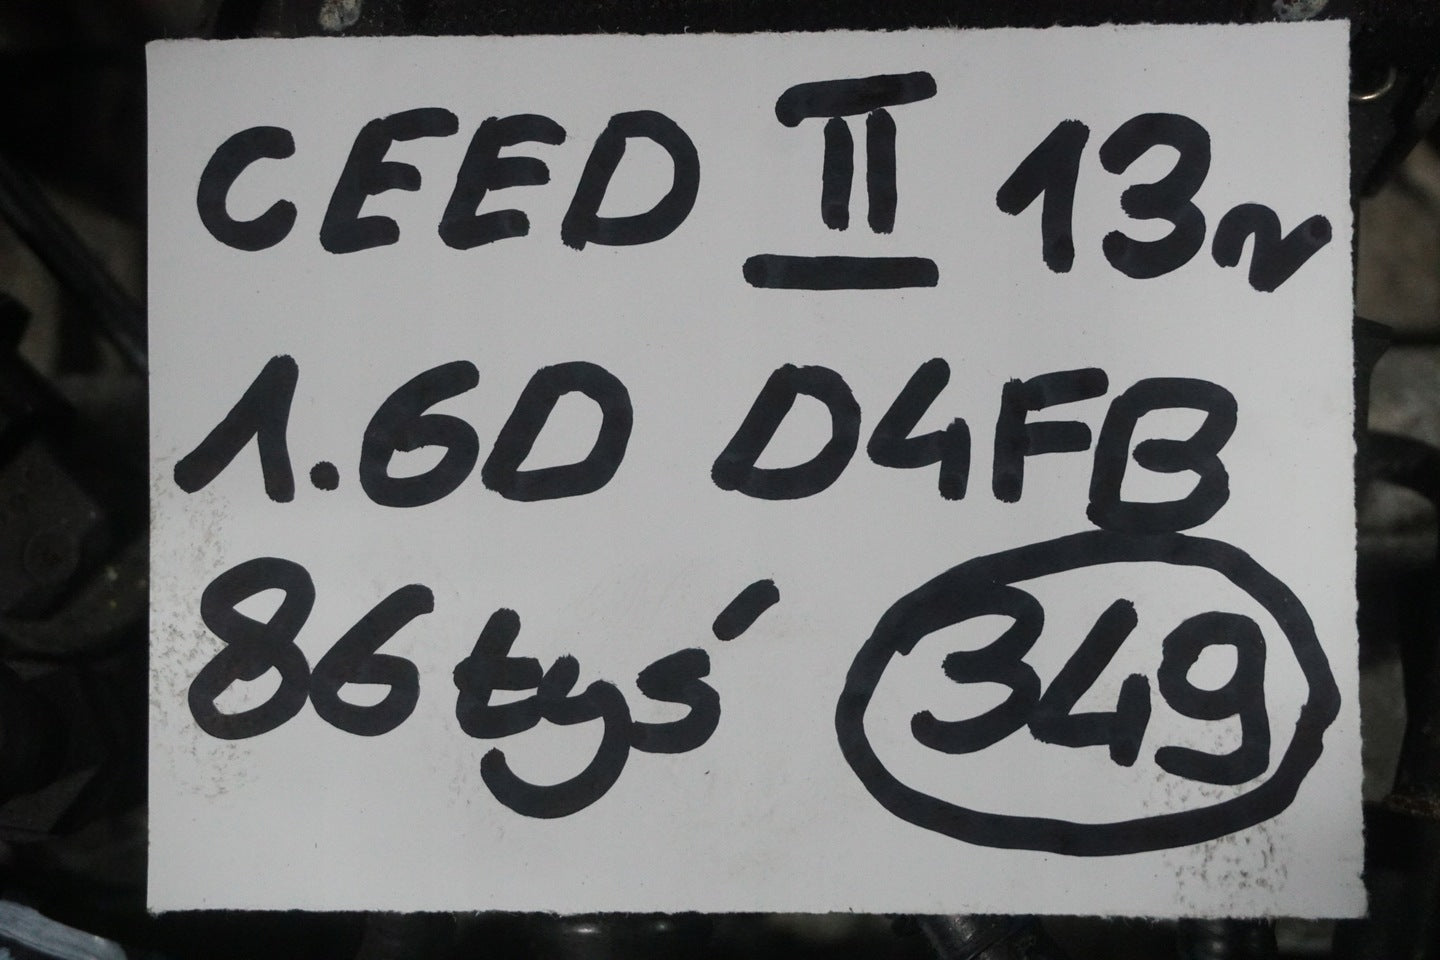 CEED II 13r
1.6D D4FB
86 tyś 349